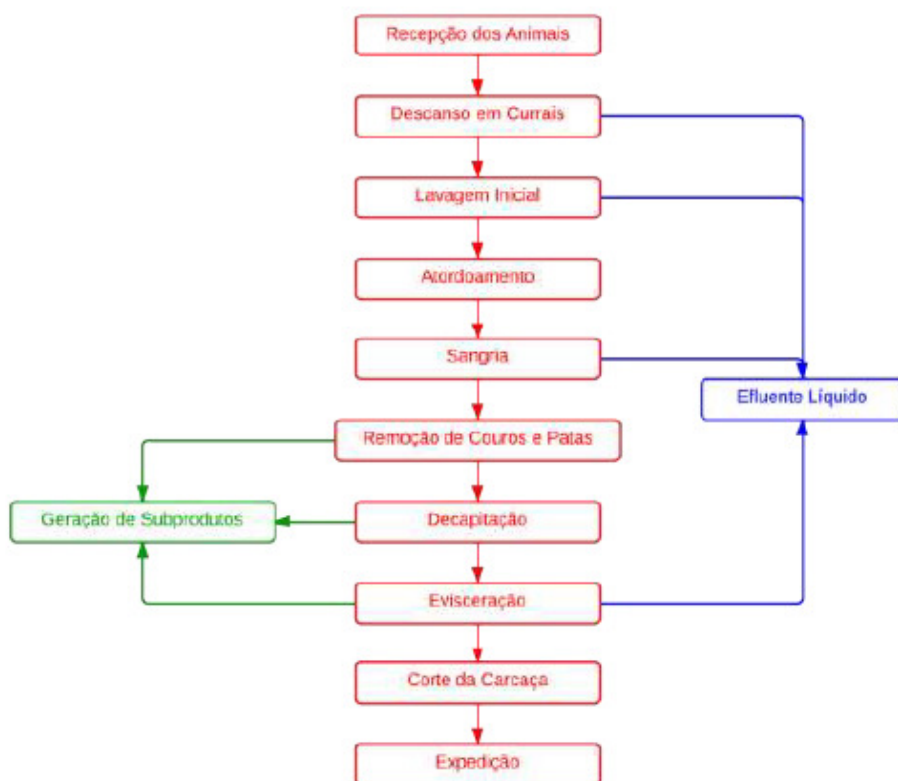 Recepção dos Animais
Descanso em Currais
Lavagem Inicial
Atordoamento
Sangria
Efluente Líquido
Remoção de Couros e Patas
Geração de Subprodutos
Decapitação
Evisceração
Corte da Carcaça
Expedição